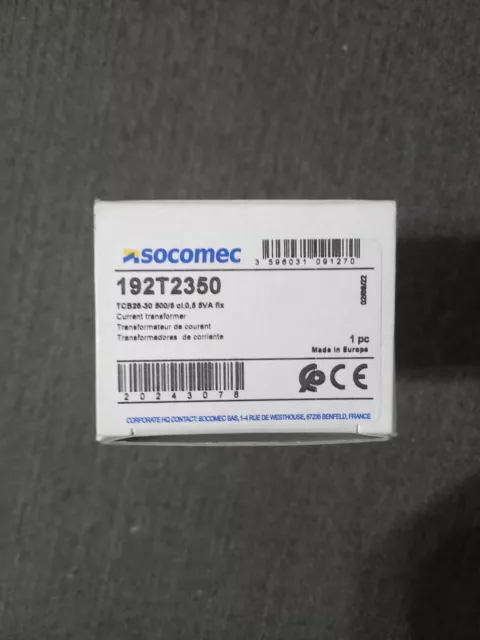 socomec
3 596031 091270
192T2350
TCB26-30 500/5 cl.0,5 5VA fix
Current transformer
Transformateur de courant
Transformadores de corriente
1 pc
Made in Europe
20243078
CE
CORPORATE HQ CONTACT: SOCOMEC SAS, 1-4 RUE DE WESTHOUSE, 67235 BENFELD, FRANCE